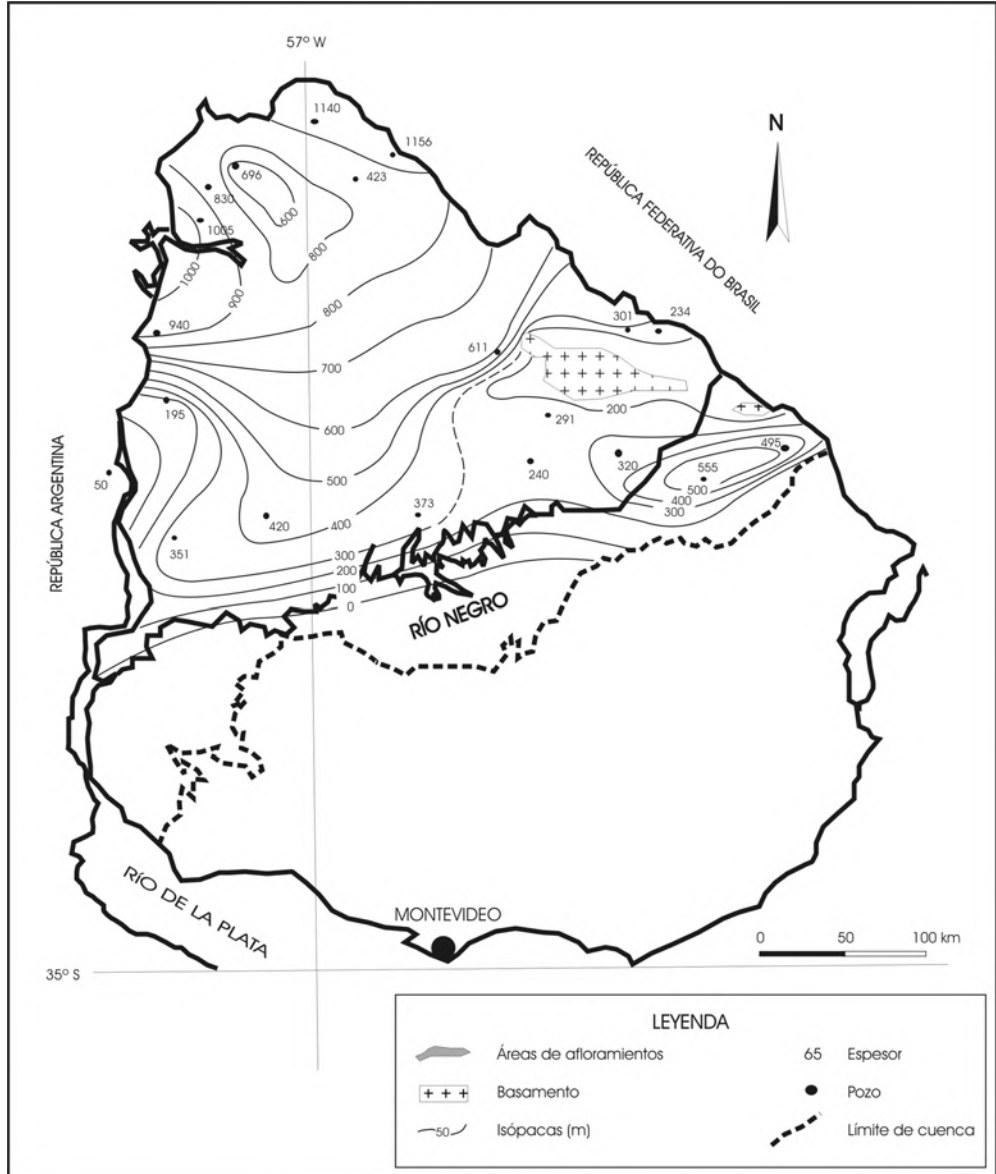 57º W
1140
1156
N
423
696
830
600
REPÚBLICA FEDERATIVA DO BRASIL
1005
800
1000
900
940
800
301
234
611
700
195
200
600
291
495
REPÚBLICA ARGENTINA
50
240
320
555
500
500
400
300
420
373
400
351
300
200
100
0
RÍO NEGRO
RÍO DE LA PLATA
MONTEVIDEO
0 50 100 km
35º S
LEYENDA
Áreas de afloramientos
65 Espesor
Basamento
Pozo
50 Isópacas (m)
Límite de cuenca